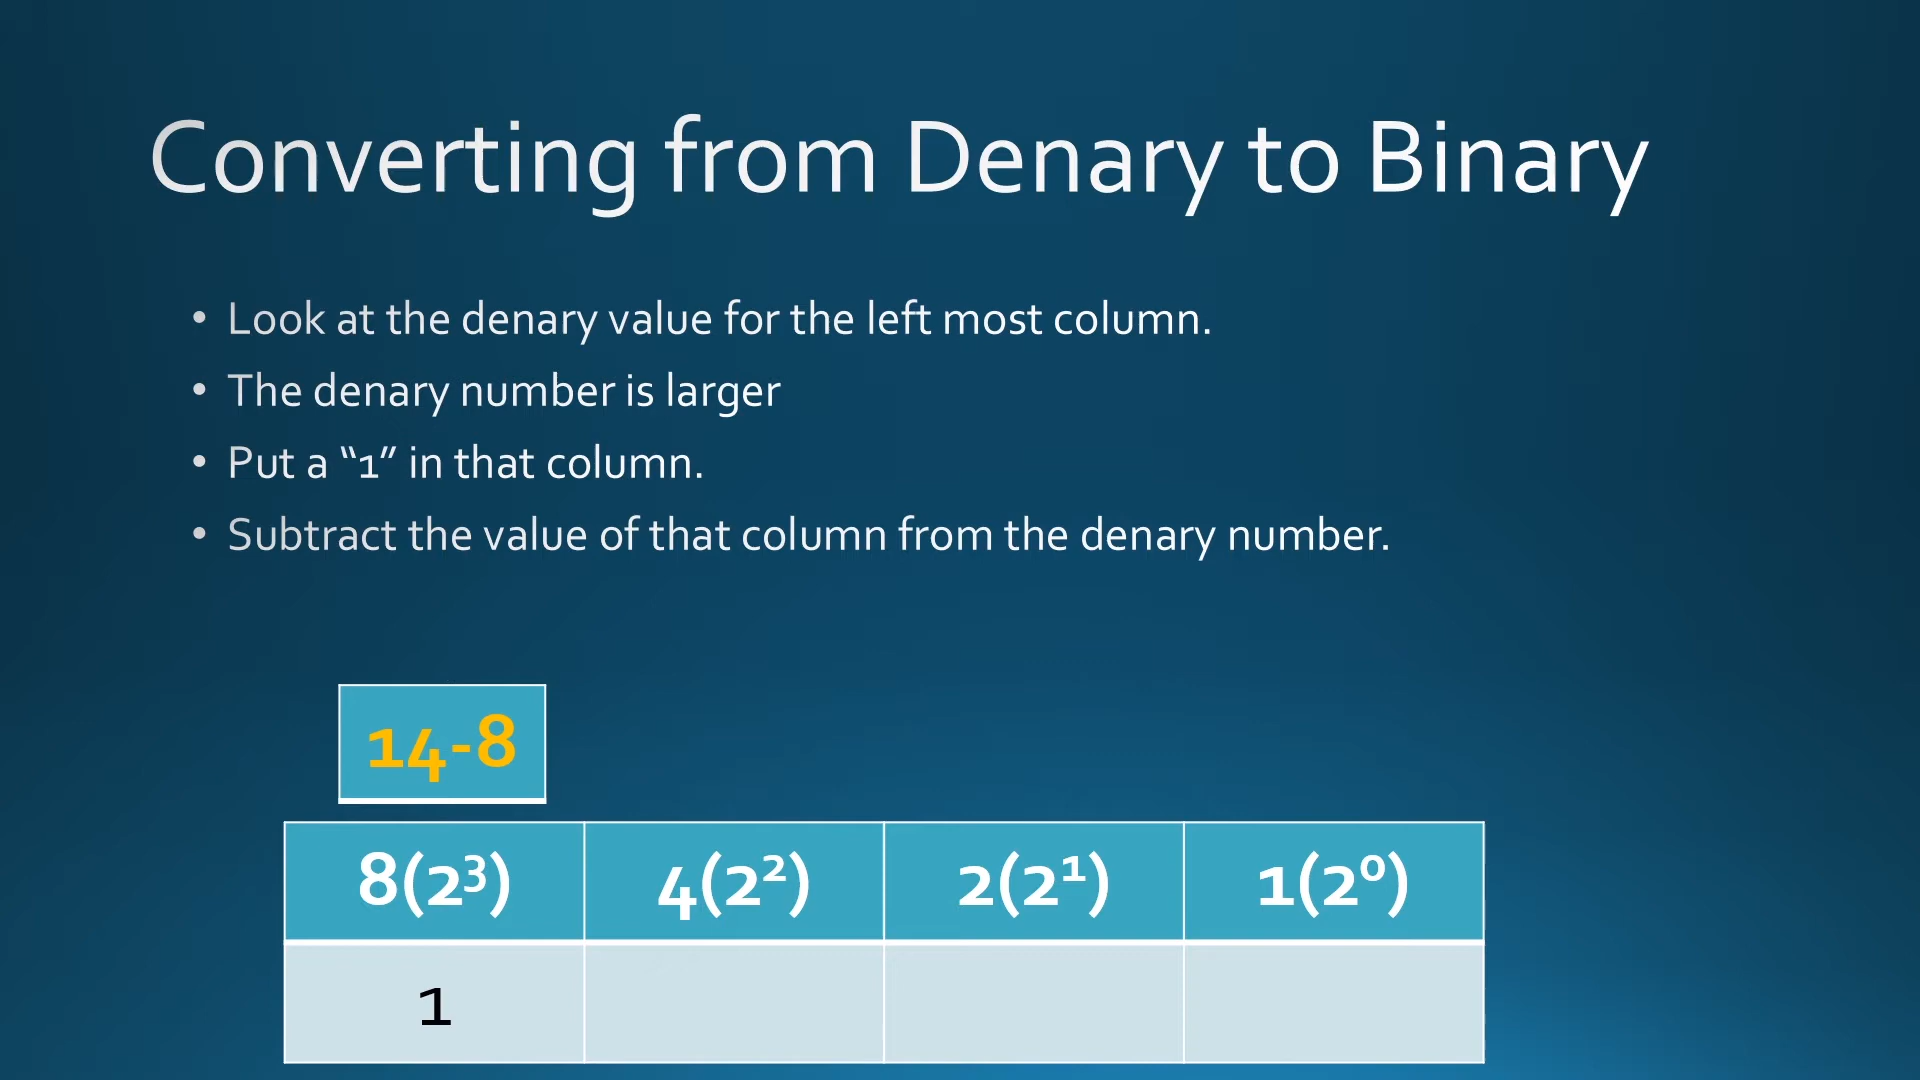 Converting from Denary to Binary
• Look at the denary value for the left most column.
• The denary number is larger
• Put a “1” in that column.
• Subtract the value of that column from the denary number.
14-8
8(2³) 4(2²) 2(2¹) 1(2⁰)
1